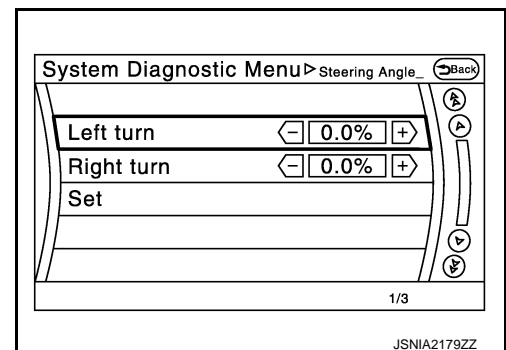 System Diagnostic Menu▷Steering Angle_ Back
Left turn - 0.0% +
Right turn - 0.0% +
Set
1/3
JSNIA2179ZZ